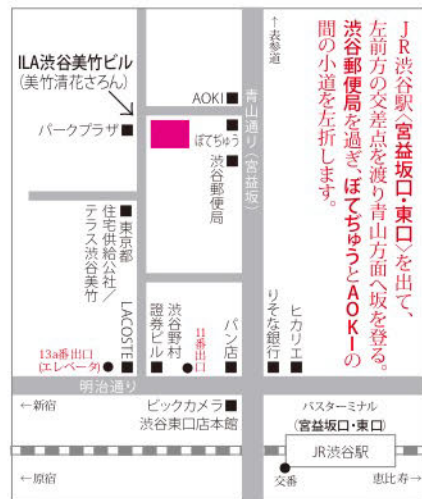 JR渋谷駅〈宮益坂口・東口〉を出て、
左前方の交差点を渡り青山方面へ坂を登る。
渋谷郵便局を過ぎ、ぼてぢゅうとAOKIの
間の小道を左折します。
↑表参道
青山通り(宮益坂)
ILA渋谷美竹ビル
(美竹清花さろん)
パークプラザ
AOKI
ぼてぢゅう
渋谷郵便局
東京都
住宅供給公社/
テラス渋谷美竹
LACOSTE
渋谷野村
證券ビル
11番出口
パン店
りそな銀行
ヒカリエ
13a番出口
(エレベータ)
明治通り
←新宿
ビックカメラ
渋谷東口店本館
バスターミナル
(宮益坂口・東口)
JR渋谷駅
←原宿
交番
恵比寿→